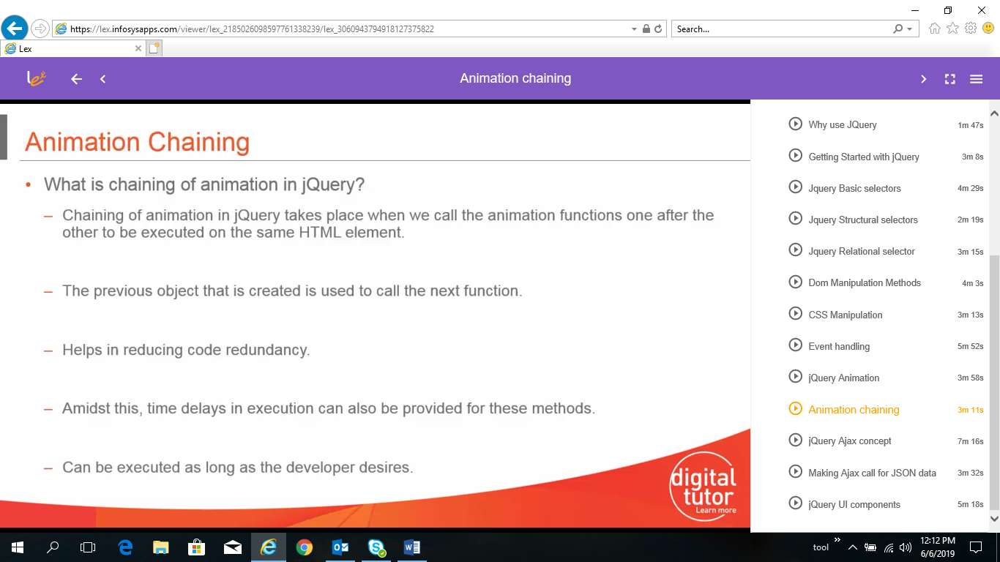 https://lex.infosysapps.com/viewer/lex_2185026098597761338239/lex_3060943794918127375822
Search...
Lex
lex
Animation chaining
Animation Chaining
• What is chaining of animation in jQuery?
– Chaining of animation in jQuery takes place when we call the animation functions one after the
other to be executed on the same HTML element.
– The previous object that is created is used to call the next function.
– Helps in reducing code redundancy.
– Amidst this, time delays in execution can also be provided for these methods.
– Can be executed as long as the developer desires.
digital
tutor
Learn more
Why use JQuery 1m 47s
Getting Started with jQuery 3m 8s
Jquery Basic selectors 4m 29s
Jquery Structural selectors 2m 19s
Jquery Relational selector 3m 15s
Dom Manipulation Methods 4m 3s
CSS Manipulation 3m 13s
Event handling 5m 52s
jQuery Animation 3m 58s
Animation chaining 3m 11s
jQuery Ajax concept 7m 16s
Making Ajax call for JSON data 3m 32s
jQuery UI components 5m 18s
tool
12:12 PM
6/6/2019